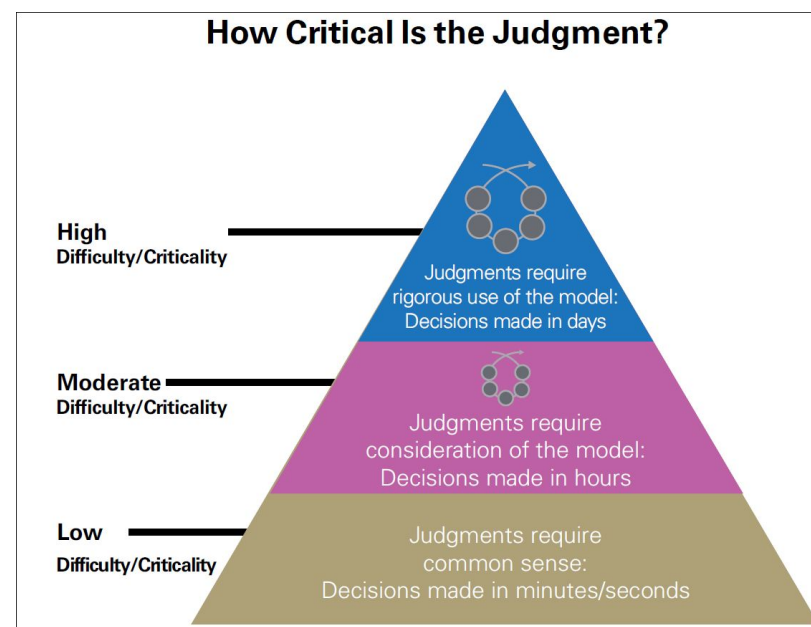 How Critical Is the Judgment?
High
Difficulty/Criticality
Judgments require
rigorous use of the model:
Decisions made in days
Moderate
Difficulty/Criticality
Judgments require
consideration of the model:
Decisions made in hours
Low
Difficulty/Criticality
Judgments require
common sense:
Decisions made in minutes/seconds